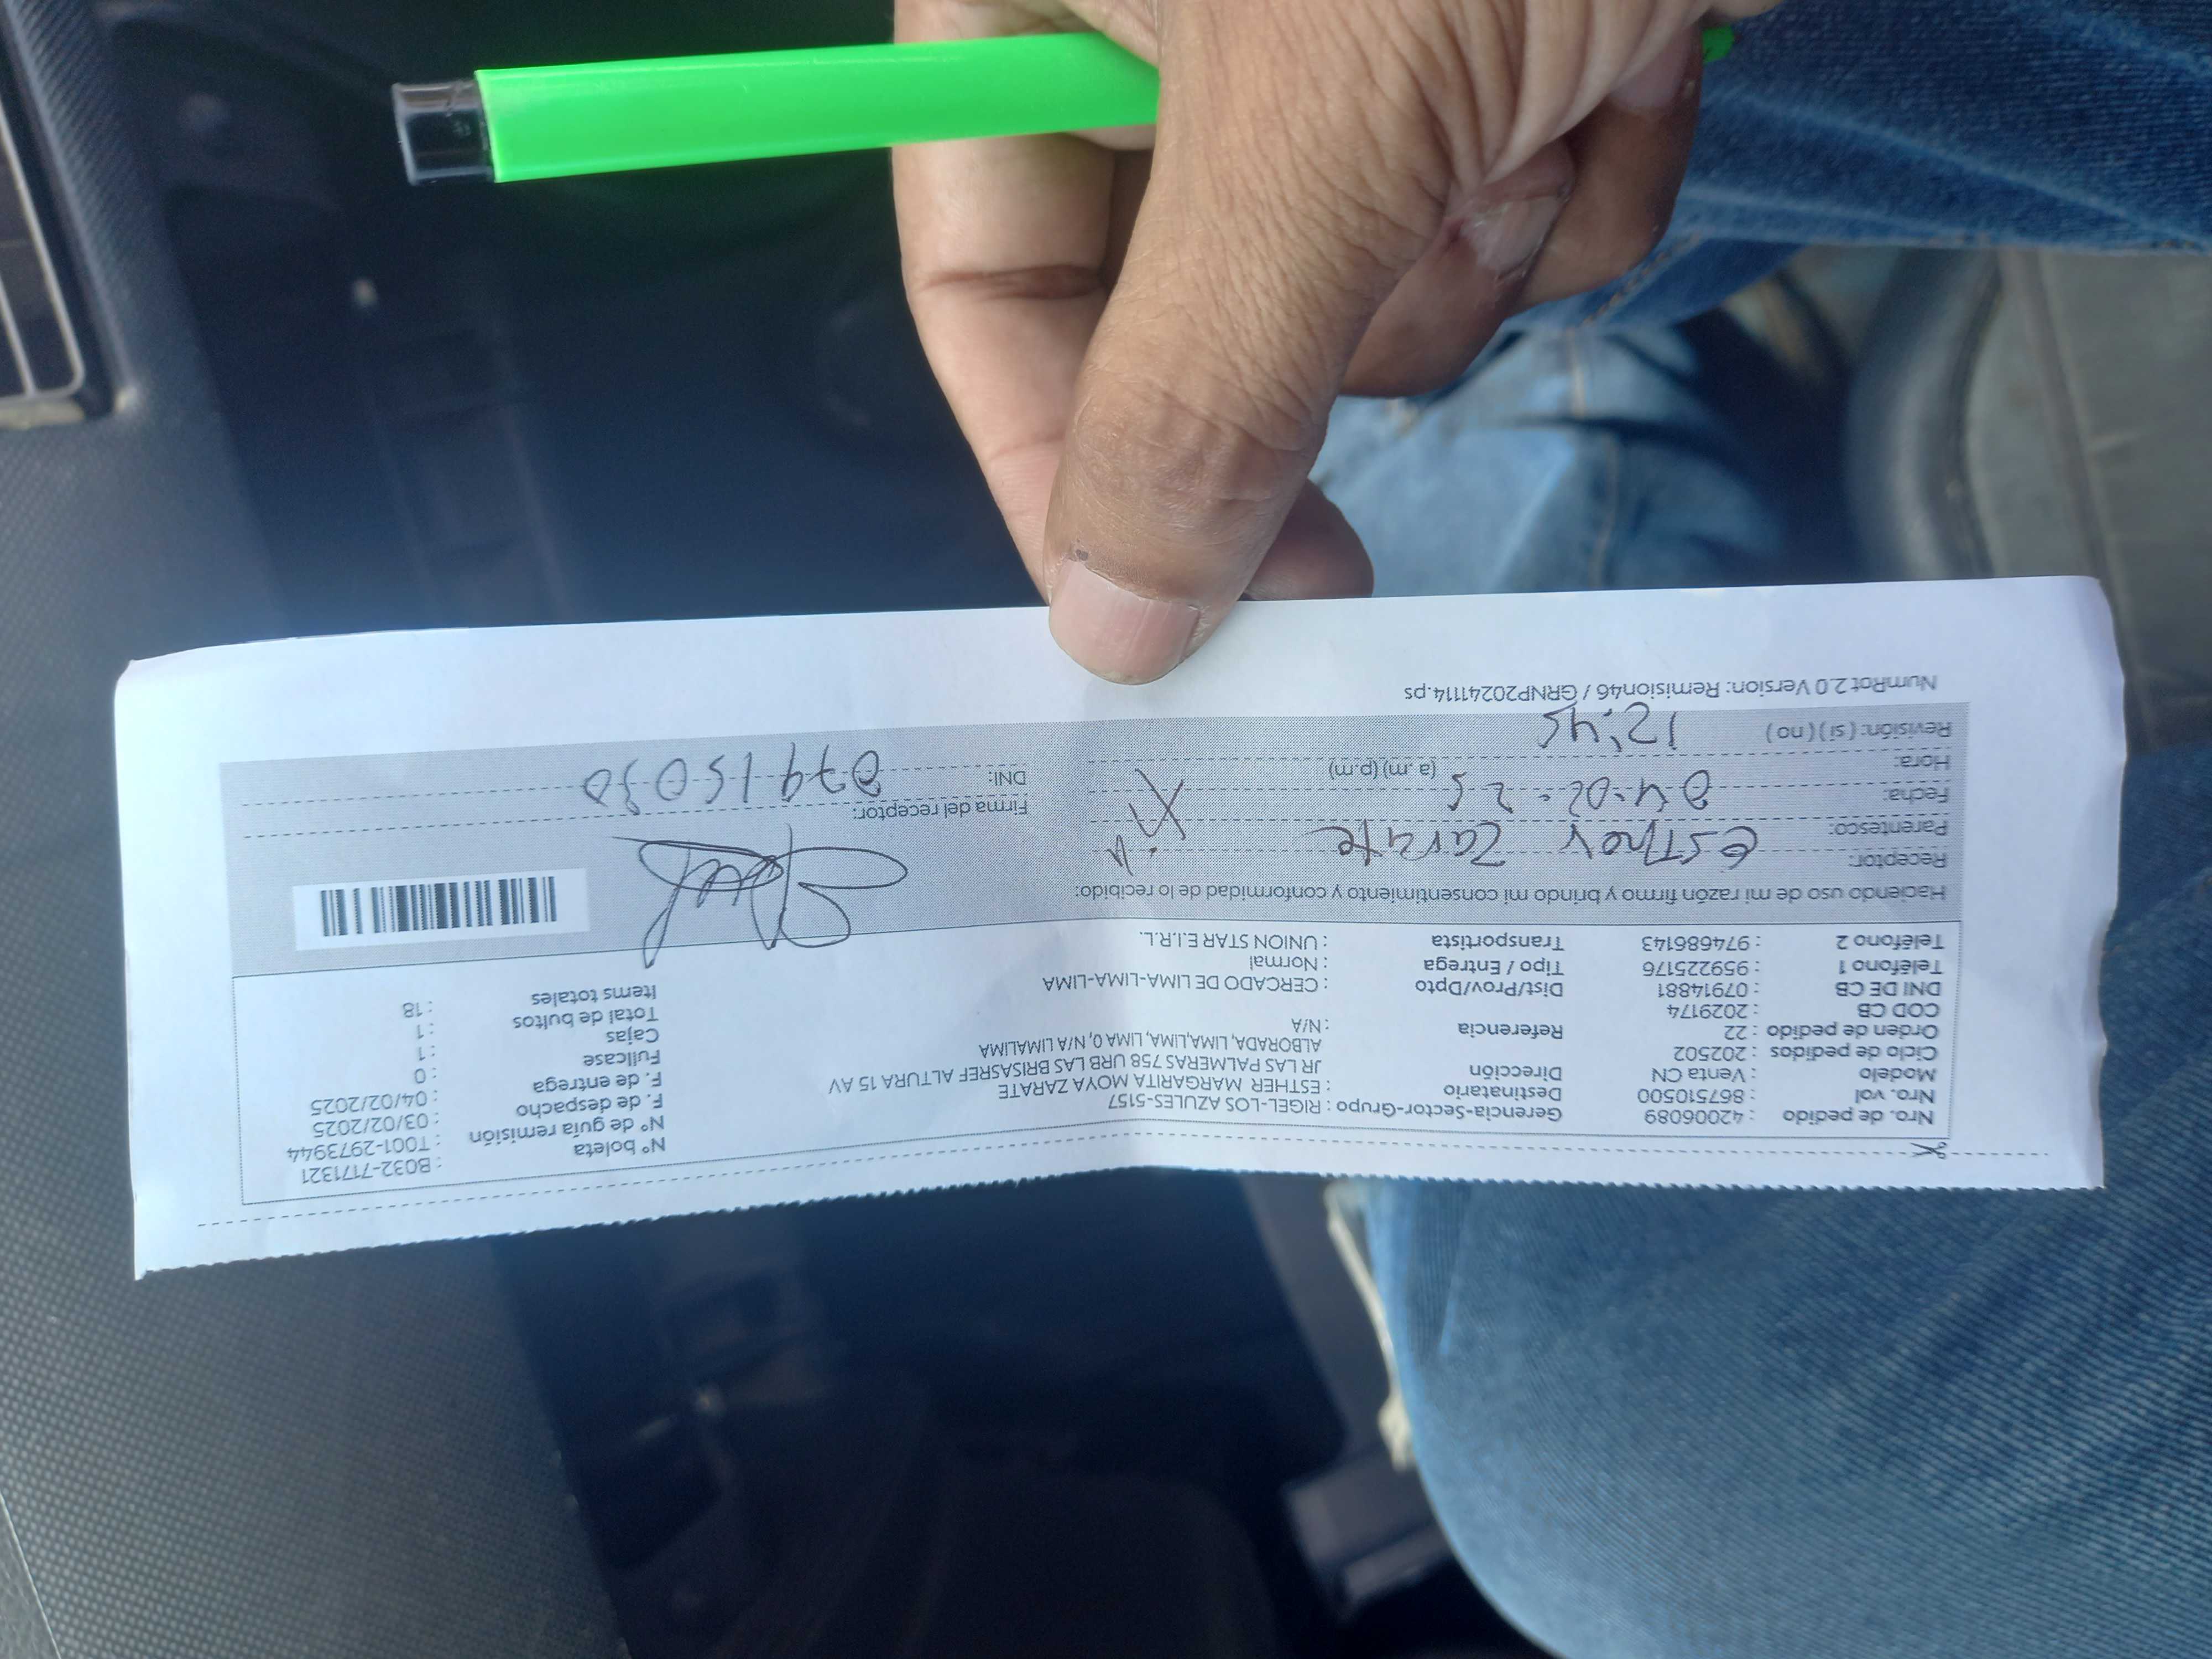 Nro. de pedido : 42006089 Gerencia-Sector-Grupo : RIGEL-LOS AZULES-5157 N° boleta : B032-7171321
Nro. vol : 867510500 Destinatario : ESTHER MARGARITA MOYA ZARATE N° de guía remisión : T001-2973944
Modelo : Venta CN Dirección JR LAS PALMERAS 758 URB LAS BRISASREF ALTURA 15 AV F. de despacho : 03/02/2025
Ciclo de pedidos : 202502 ALBORADA, LIMA,LIMA, LIMA 0, N/A LIMALIMA F. de entrega : 04/02/2025
Orden de pedido : 22 Referencia : N/A Fullcase : 0
COD CB : 2029174 Cajas : 1
DNI DE CB : 07914881 Dist/Prov/Dpto : CERCADO DE LIMA-LIMA-LIMA Total de bultos : 1
Teléfono 1 : 959225176 Tipo / Entrega : Normal Items totales : 18
Teléfono 2 : 974686143 Transportista : UNION STAR E.I.R.L.
Haciendo uso de mi razón firmo y brindo mi consentimiento y conformidad de lo recibido:
Receptor: Esther Zarate
Parentesco:
Fecha: 04-02-25
Firma del receptor:
Hora: (a.m) (p.m)
DNI: 07915030
Revisión: ( si ) ( no ) 12:45
NumRot 2.0 Version: Remision46 / GRNP20241114.ps